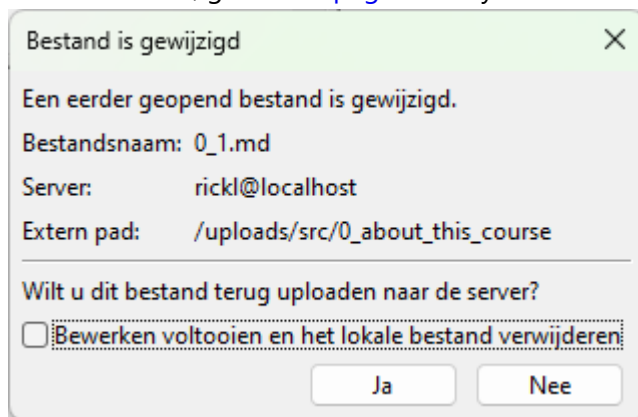 Bestand is gewijzigd
Een eerder geopend bestand is gewijzigd.
Bestandsnaam: 0_1.md
Server: rickl@localhost
Extern pad: /uploads/src/0_about_this_course
Wilt u dit bestand terug uploaden naar de server?
Bewerken voltooien en het lokale bestand verwijderen
Ja Nee